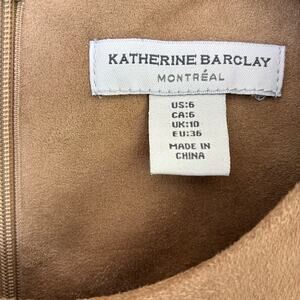 KATHERINE BARCLAY
MONTRÉAL
US:6
CA:6
UK:10
EU:36
MADE IN
CHINA